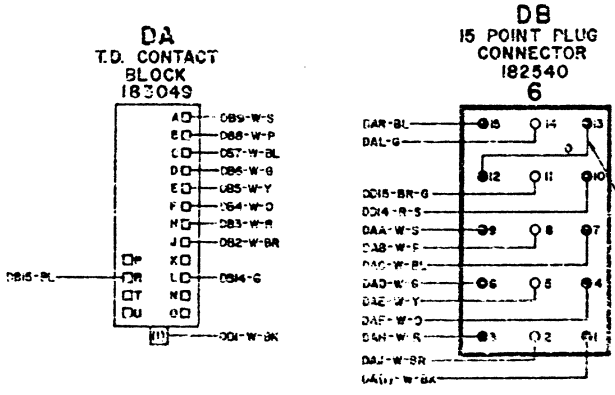 DA
T.D. CONTACT
BLOCK
183049
A DB9-W-S
B DB8-W-P
C DB7-W-BL
D DB6-W-G
E DB5-W-Y
F DB4-W-O
H DB3-W-R
J DB2-W-BR
P K
DB15-BL R L DB14-G
T N
U
DB1-W-BK
DB
15 POINT PLUG
CONNECTOR
182540
6
DAR-BL 15 14 13
DAL-G
12 11 10
DD15-BR-G
DD14-R-S
DAA-W-S 9 8 7
DAB-W-P
DAC-W-BL
DAD-W-G 6 5 4
DAE-W-Y
DAF-W-O
DAH-W-R 3 2 1
DAJ-W-BR